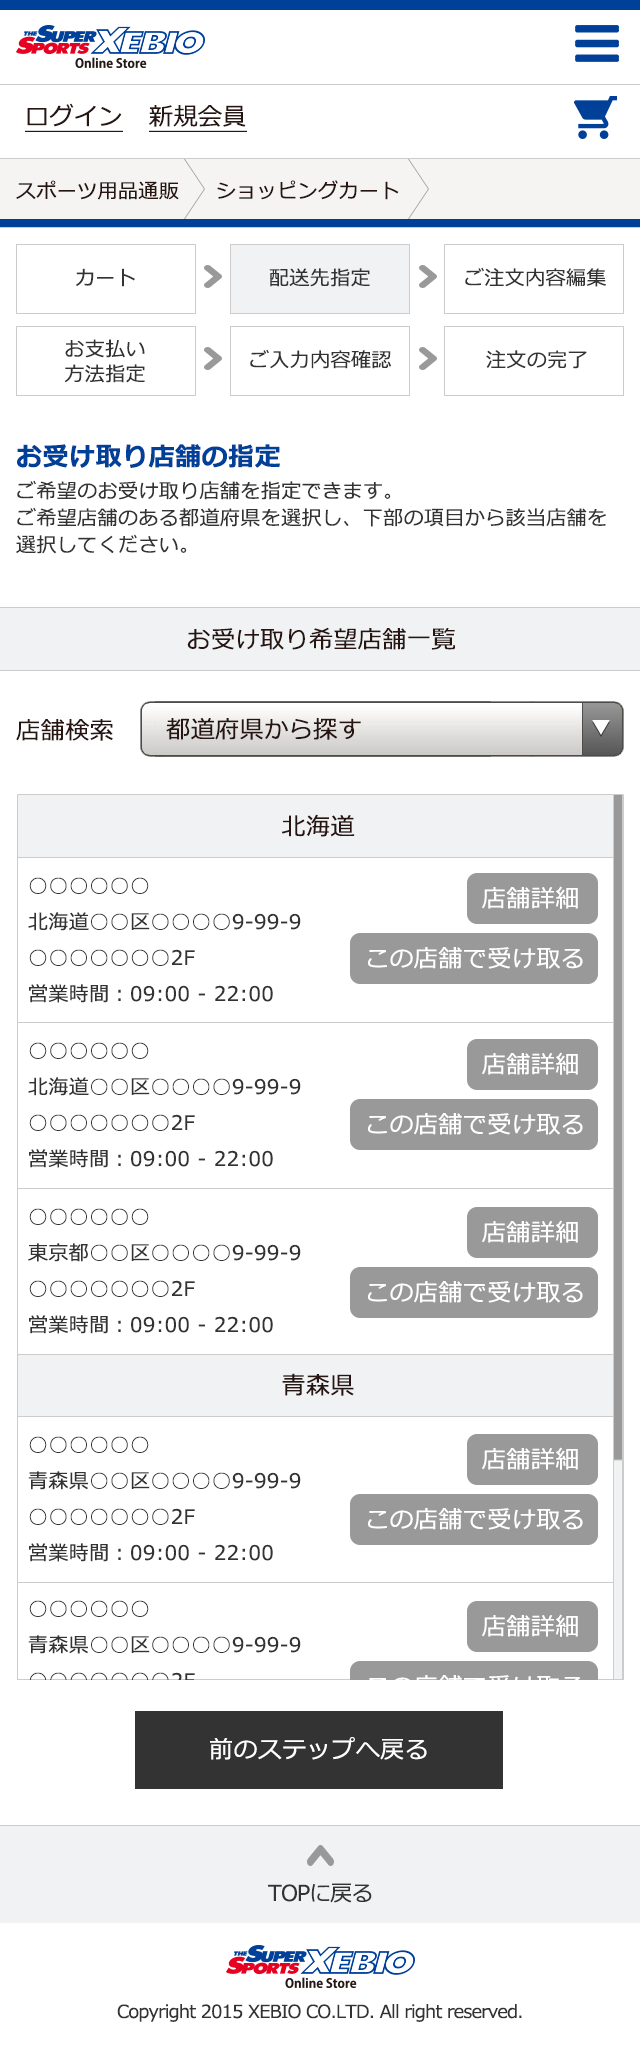 THE SUPER SPORTS XEBIO
Online Store
ログイン 新規会員
スポーツ用品通販 ショッピングカート
カート 配送先指定 ご注文内容編集
お支払い
方法指定 ご入力内容確認 注文の完了
お受け取り店舗の指定
ご希望のお受け取り店舗を指定できます。
ご希望店舗のある都道府県を選択し、下部の項目から該当店舗を
選択してください。
お受け取り希望店舗一覧
店舗検索 都道府県から探す
北海道
○○○○○○
店舗詳細
北海道○○区○○○○9-99-9
○○○○○○○2F
この店舗で受け取る
営業時間：09:00 - 22:00
○○○○○○
店舗詳細
北海道○○区○○○○9-99-9
○○○○○○○2F
この店舗で受け取る
営業時間：09:00 - 22:00
○○○○○○
店舗詳細
東京都○○区○○○○9-99-9
○○○○○○○2F
この店舗で受け取る
営業時間：09:00 - 22:00
青森県
○○○○○○
店舗詳細
青森県○○区○○○○9-99-9
○○○○○○○2F
この店舗で受け取る
営業時間：09:00 - 22:00
○○○○○○
店舗詳細
青森県○○区○○○○9-99-9
○○○○○○○2F
この店舗で受け取る
前のステップへ戻る
TOPに戻る
THE SUPER SPORTS XEBIO
Online Store
Copyright 2015 XEBIO CO.LTD. All right reserved.